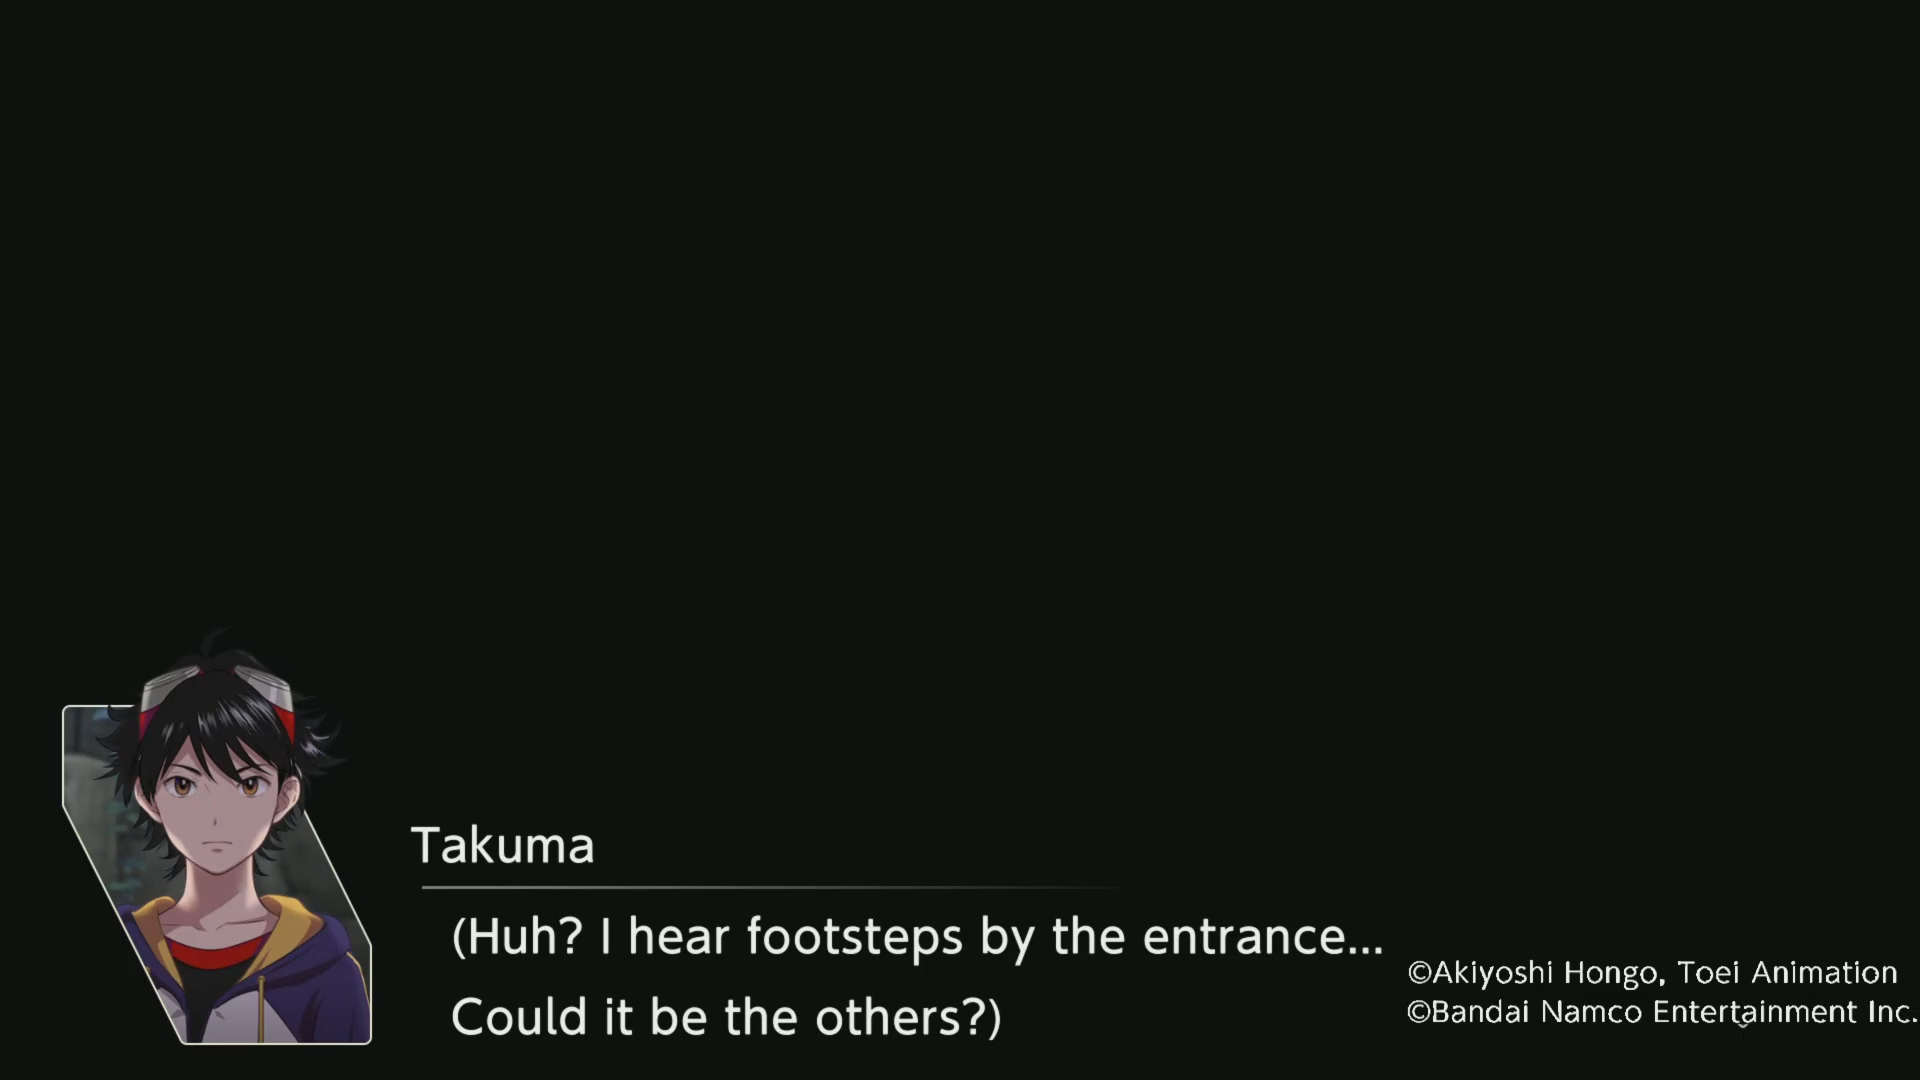 Takuma
(Huh? I hear footsteps by the entrance...
Could it be the others?)
©Akiyoshi Hongo, Toei Animation
©Bandai Namco Entertainment Inc.